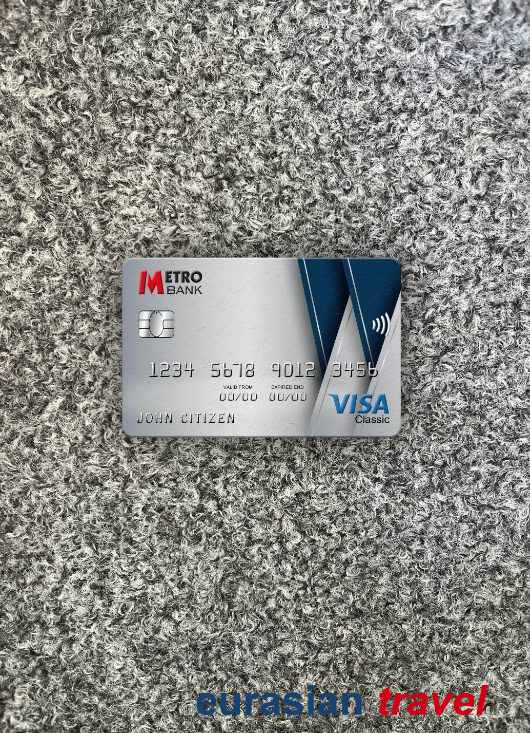 METRO
BANK
1234 5678 9012 3456
VALID FROM EXPIRED END
00/00 00/00
VISA
Classic
JOHN CITIZEN
eurasian travel